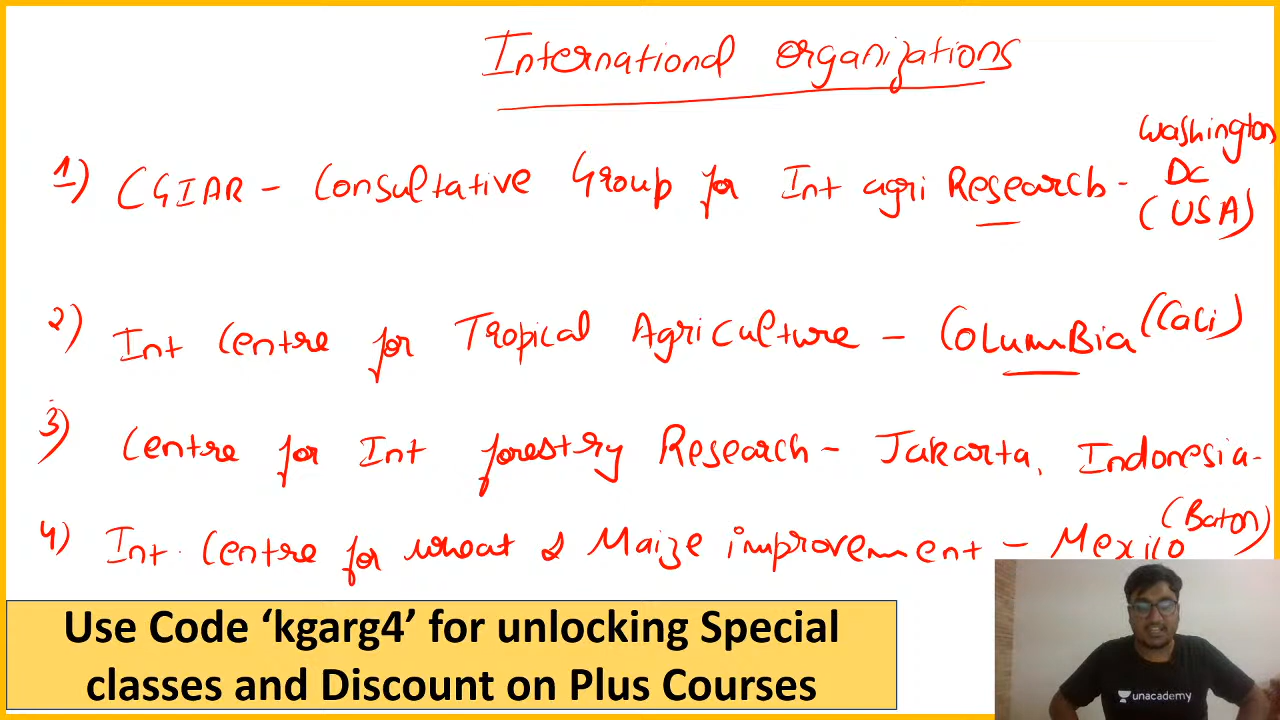 International organizations
1) CGIAR - Consultative Group for Int agri Research - Washington DC (USA)
2) Int Centre for Tropical Agriculture - Columbia (Cali)
3) Centre for Int forestry Research - Jakarta, Indonesia-
4) Int. Centre for wheat & Maize improvement - Mexico (Baton)
Use Code ‘kgarg4’ for unlocking Special
classes and Discount on Plus Courses
unacademy